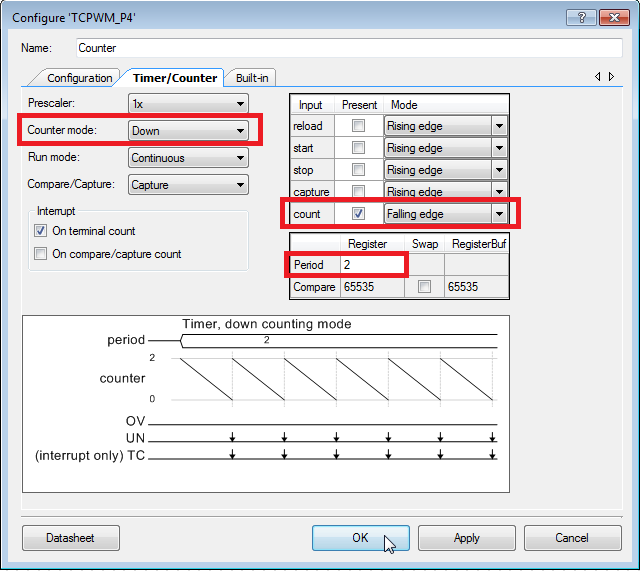 Configure 'TCPWM_P4'
Name: Counter
Configuration Timer/Counter Built-in
Prescaler: 1x
Counter mode: Down
Run mode: Continuous
Compare/Capture: Capture
Interrupt
On terminal count
On compare/capture count
Input Present Mode
reload Rising edge
start Rising edge
stop Rising edge
capture Rising edge
count Falling edge
Register Swap RegisterBuf
Period 2
Compare 65535 65535
Timer, down counting mode
period 2
2
counter
0
OV
UN
(interrupt only) TC
Datasheet OK Apply Cancel